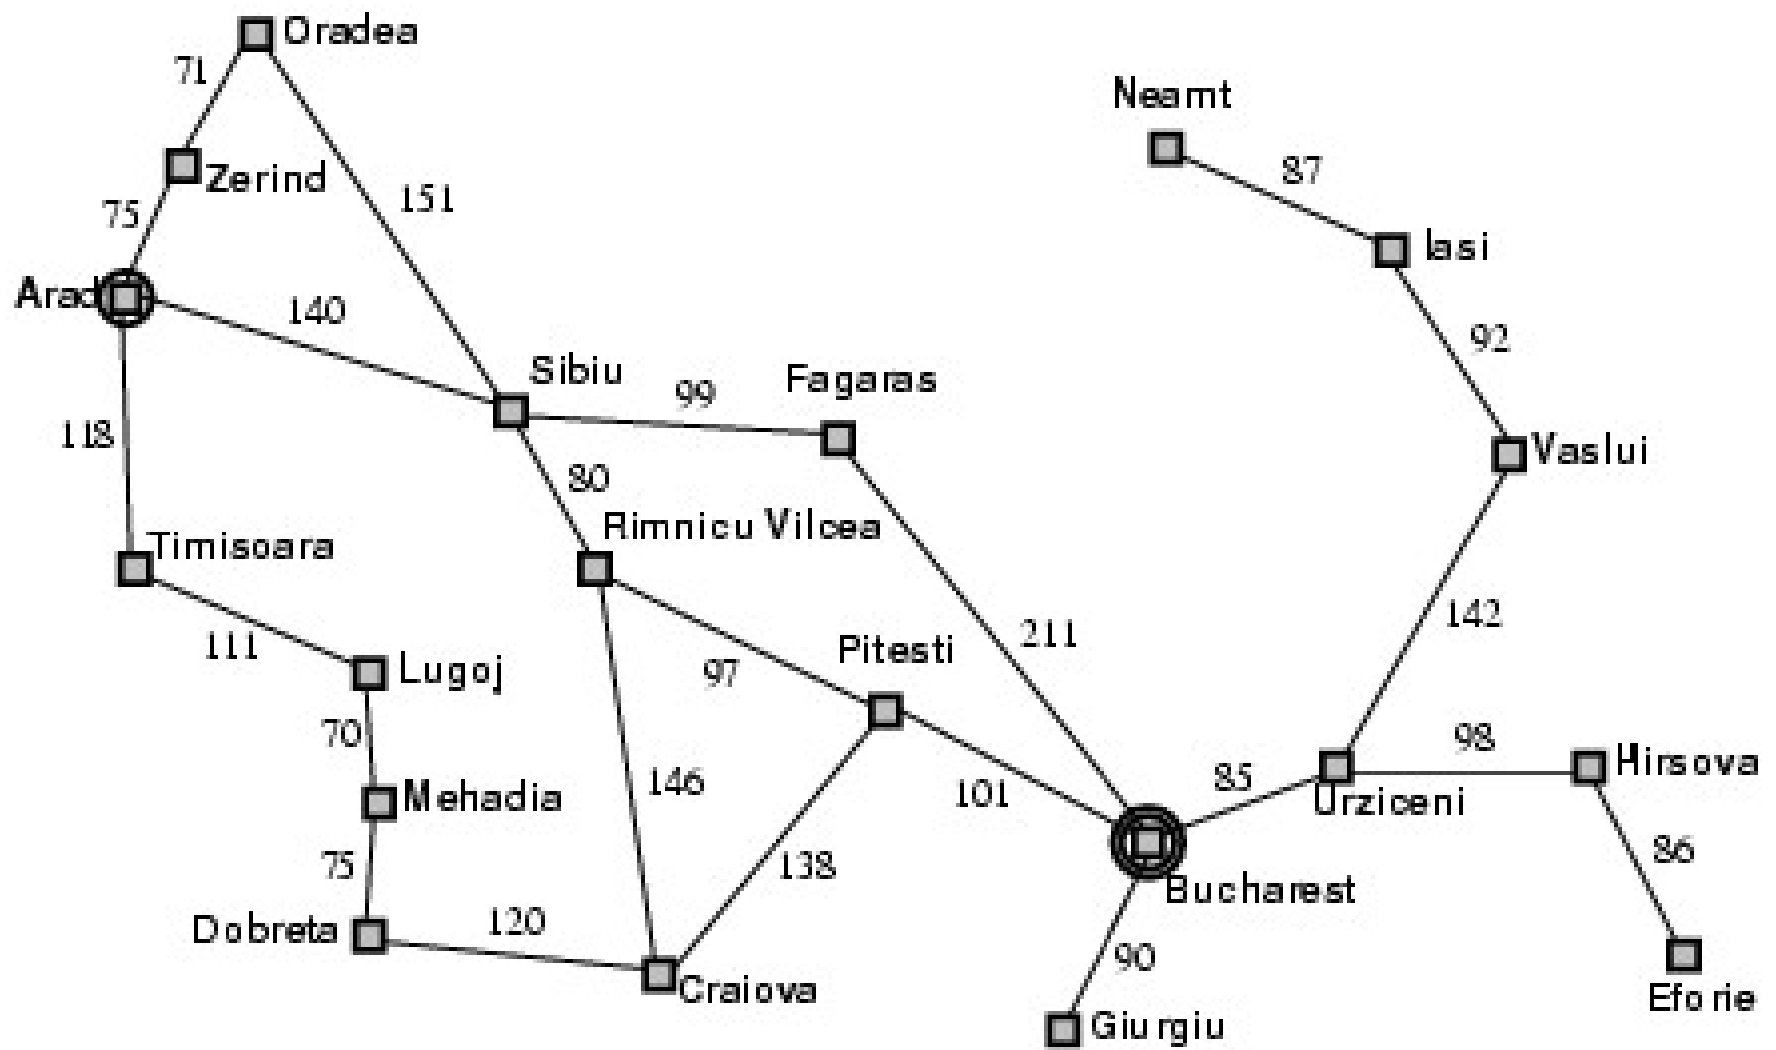 Oradea
71
Neamt
87
Zerind
151
75
Iasi
Arad
140
92
Sibiu
Fagaras
99
118
Vaslui
80
Rimnicu Vilcea
Timisoara
142
211
111
Pitesti
Lugoj
97
70
98
Hirsova
85
146
101
Mehadia
Urziceni
86
138
75
Bucharest
120
Dobreta
90
Craiova
Eforie
Giurgiu